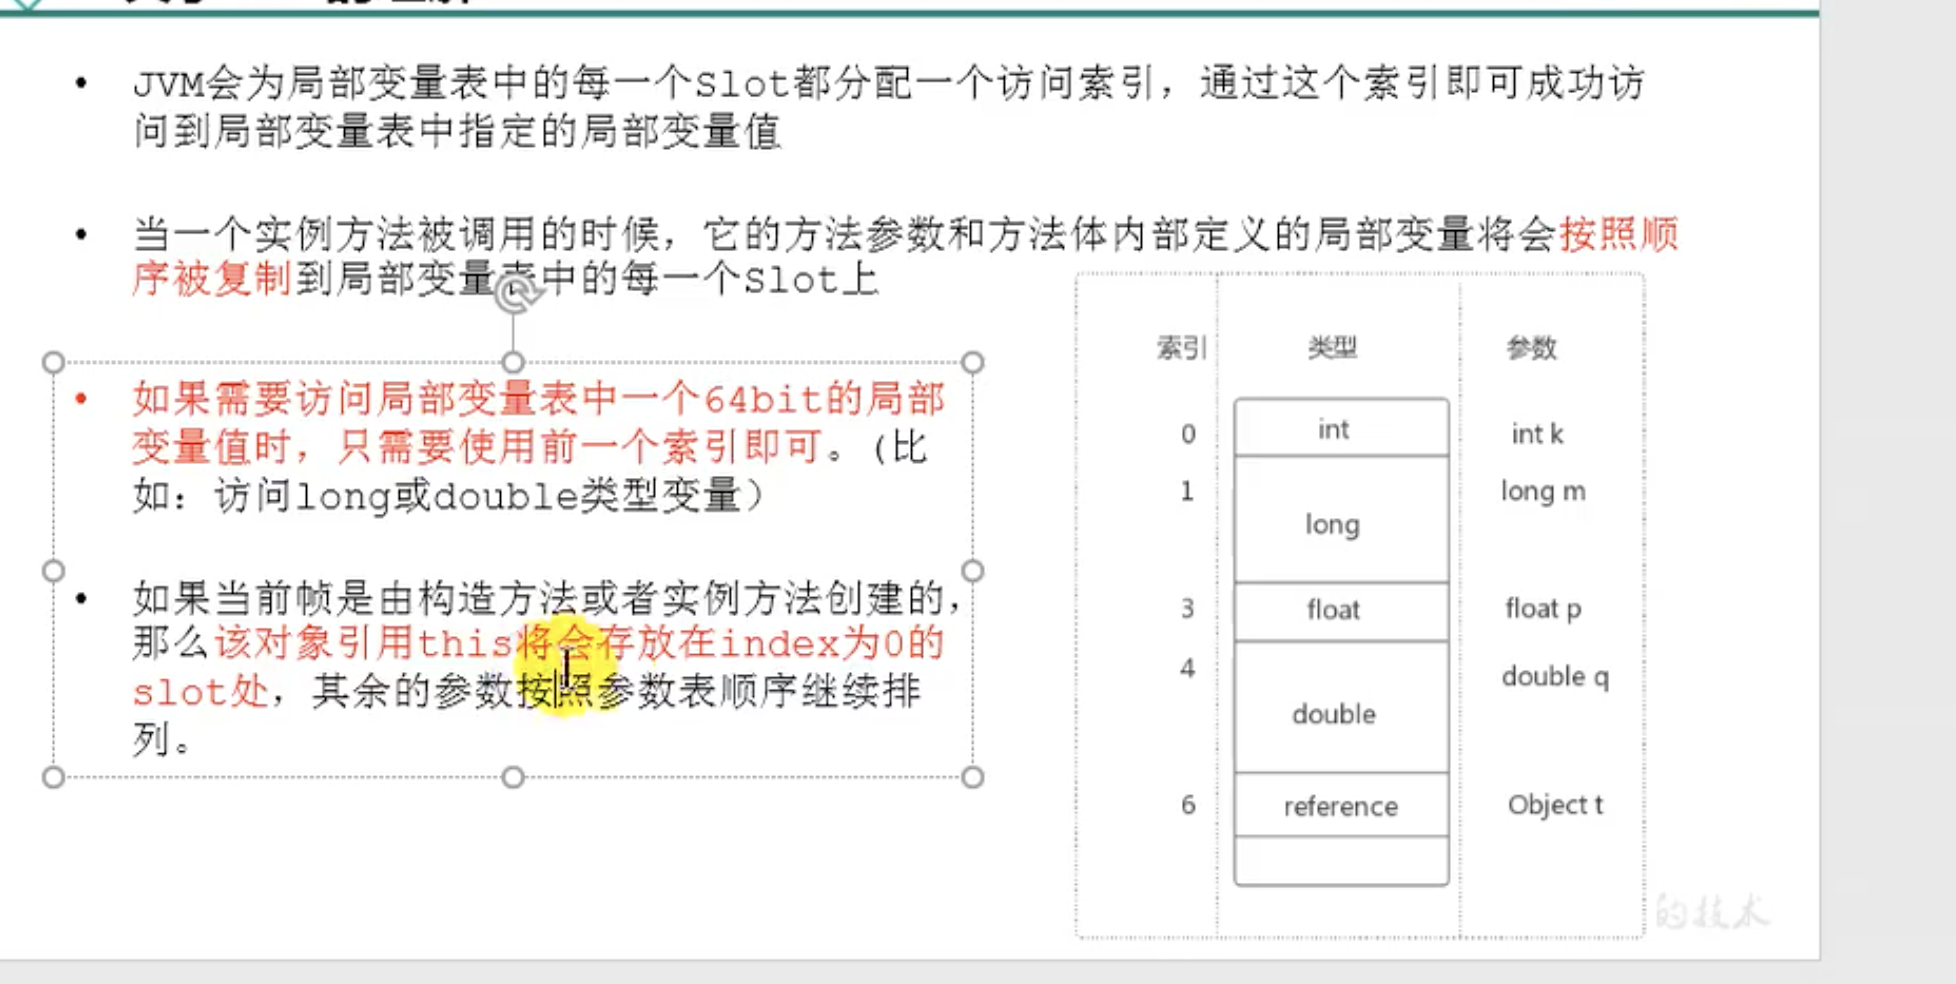 JVM会为局部变量表中的每一个Slot都分配一个访问索引，通过这个索引即可成功访
问到局部变量表中指定的局部变量值
当一个实例方法被调用的时候，它的方法参数和方法体内部定义的局部变量将会按照顺
序被复制到局部变量表中的每一个Slot上
如果需要访问局部变量表中一个64bit的局部
变量值时，只需要使用前一个索引即可。(比
如：访问long或double类型变量）
如果当前帧是由构造方法或者实例方法创建的，
那么该对象引用this将会存放在index为0的
slot处，其余的参数按照参数表顺序继续排
列。
索引 类型 参数
0 int int k
1 long long m
3 float float p
4 double double q
6 reference Object t
的技术